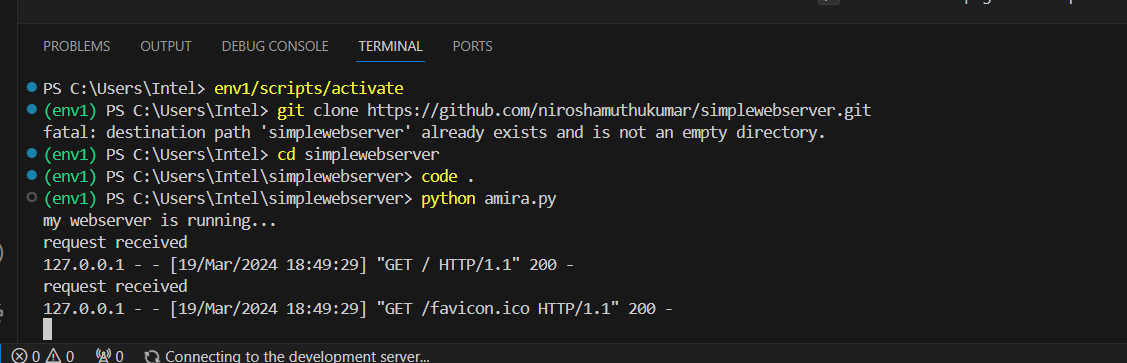 PROBLEMS OUTPUT DEBUG CONSOLE TERMINAL PORTS
PS C:\Users\Intel> env1/scripts/activate
(env1) PS C:\Users\Intel> git clone https://github.com/niroshamuthukumar/simplewebserver.git
fatal: destination path 'simplewebserver' already exists and is not an empty directory.
(env1) PS C:\Users\Intel> cd simplewebserver
(env1) PS C:\Users\Intel\simplewebserver> code .
(env1) PS C:\Users\Intel\simplewebserver> python amira.py
my webserver is running...
request received
127.0.0.1 - - [19/Mar/2024 18:49:29] "GET / HTTP/1.1" 200 -
request received
127.0.0.1 - - [19/Mar/2024 18:49:29] "GET /favicon.ico HTTP/1.1" 200 -
0 0 0 Connecting to the development server...